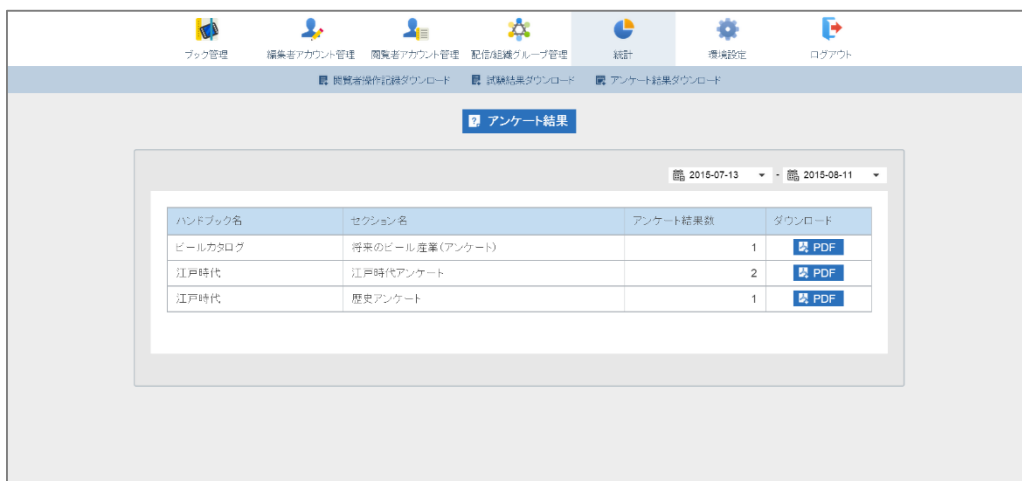 ブック管理 編集者アカウント管理 閲覧者アカウント管理 配信/組織グループ管理 統計 環境設定 ログアウト
閲覧者操作記録ダウンロード 試験結果ダウンロード アンケート結果ダウンロード
アンケート結果
2015-07-13 - 2015-08-11
ハンドブック名 セクション名 アンケート結果数 ダウンロード
ビールカタログ 将来のビール産業(アンケート) 1 PDF
江戸時代 江戸時代アンケート 2 PDF
江戸時代 歴史アンケート 1 PDF